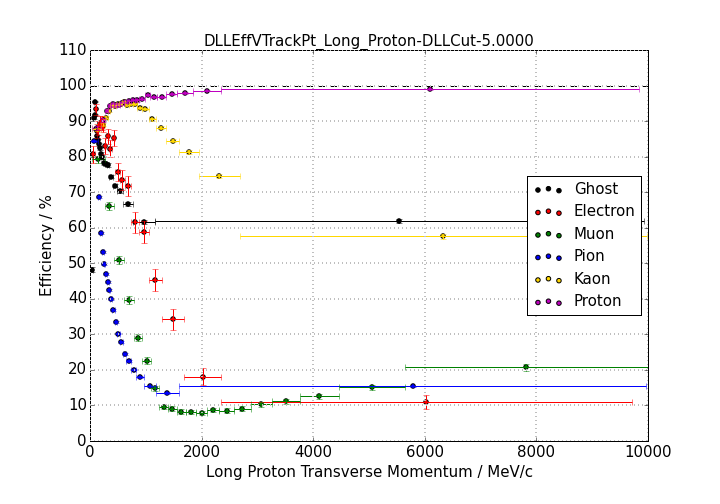 DLLEffVTrackPt_Long_Proton-DLLCut-5.0000
110
100
90
80
70
60
50
40
30
20
10
0
Efficiency / %
Ghost
Electron
Muon
Pion
Kaon
Proton
0 2000 4000 6000 8000 10000
Long Proton Transverse Momentum / MeV/c